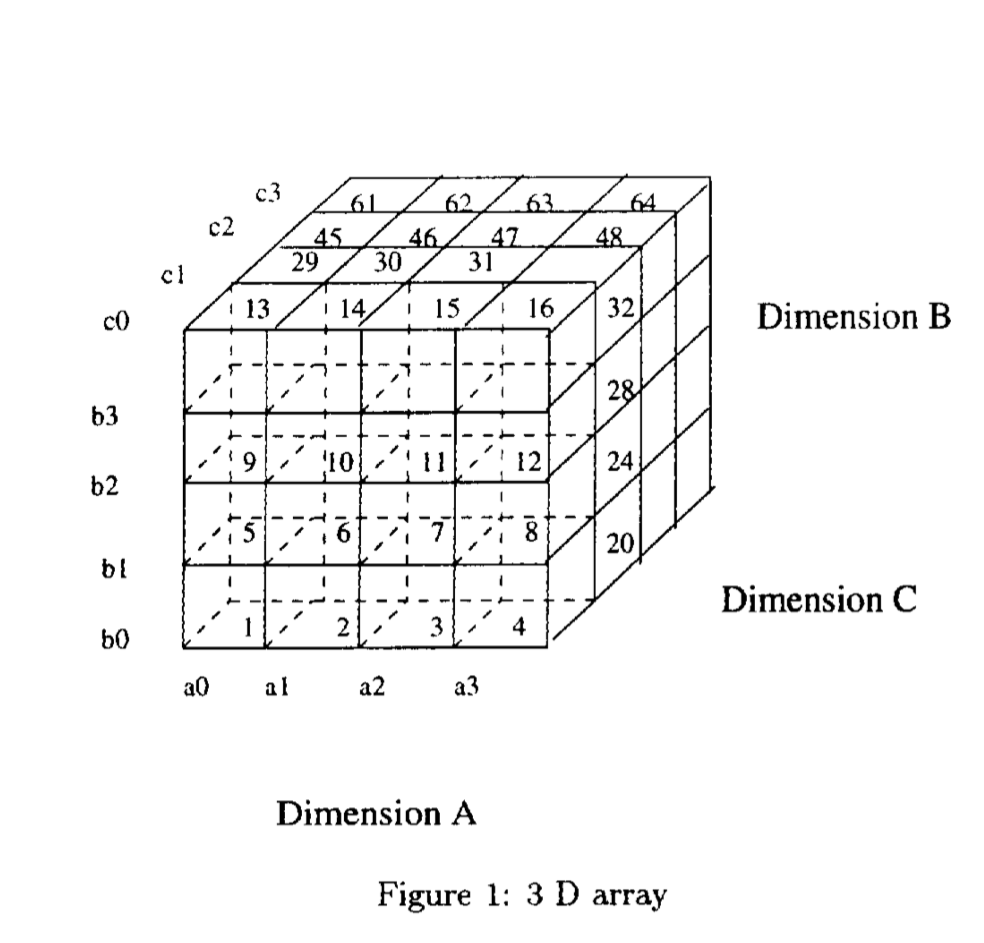 c3 61 62 63 64
c2 45 46 47 48
c1 29 30 31
c0 13 14 15 16 32
Dimension B
28
b3
9 10 11 12 24
b2
5 6 7 8 20
b1
Dimension C
1 2 3 4
b0
a0 a1 a2 a3
Dimension A
Figure 1: 3 D array